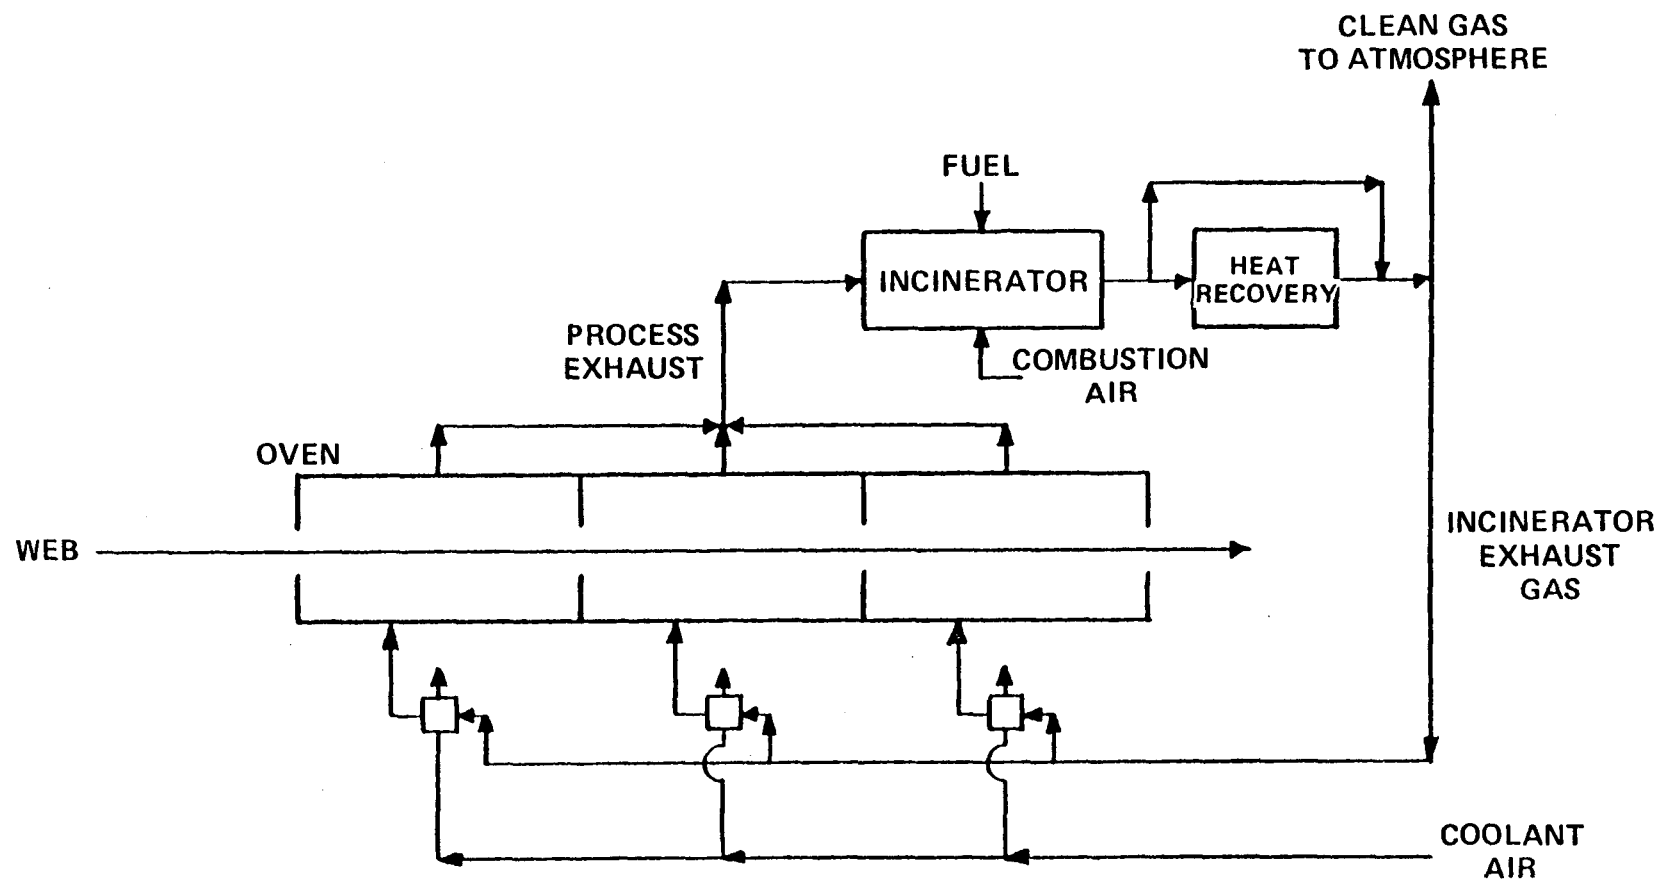 CLEAN GAS
TO ATMOSPHERE
FUEL
INCINERATOR
HEAT
RECOVERY
PROCESS
EXHAUST
COMBUSTION
AIR
OVEN
WEB
INCINERATOR
EXHAUST
GAS
COOLANT
AIR